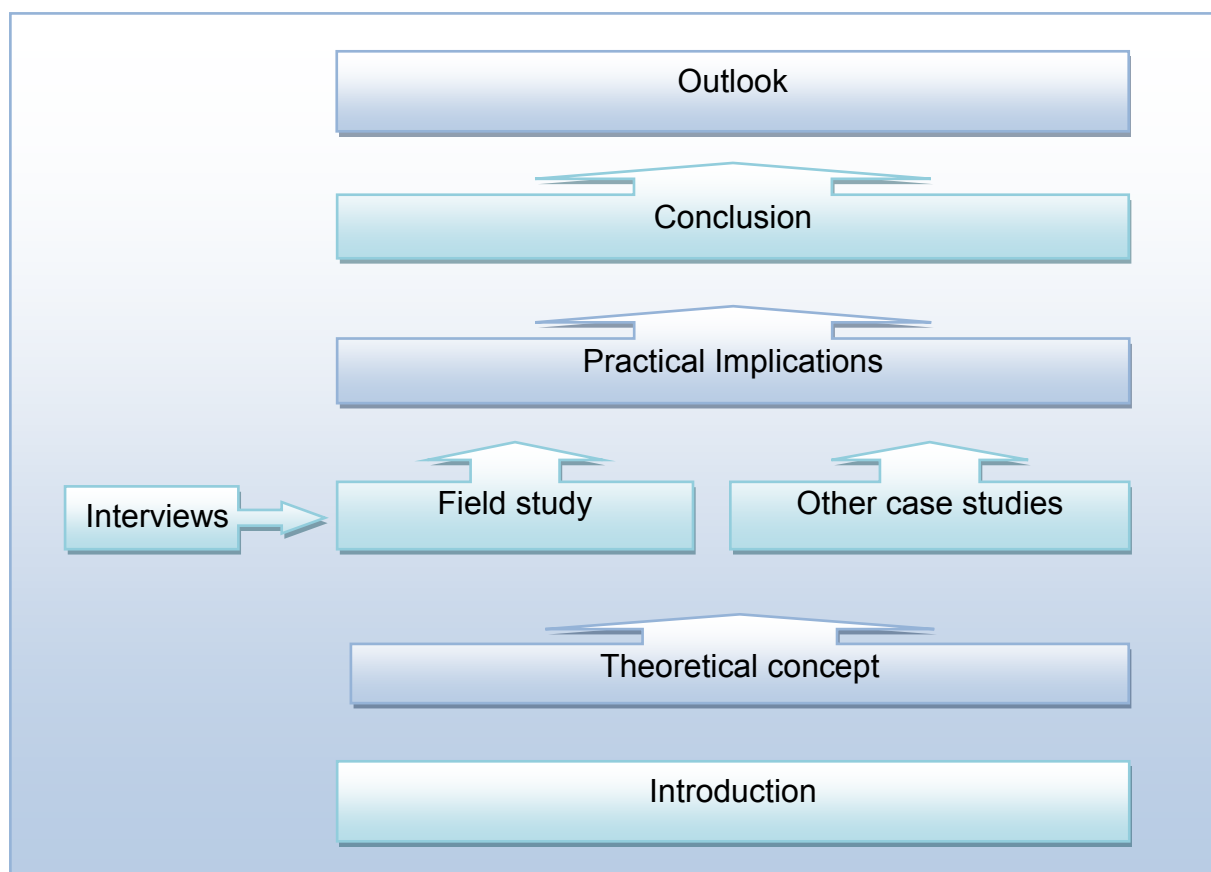 Outlook
Conclusion
Practical Implications
Interviews
Field study
Other case studies
Theoretical concept
Introduction